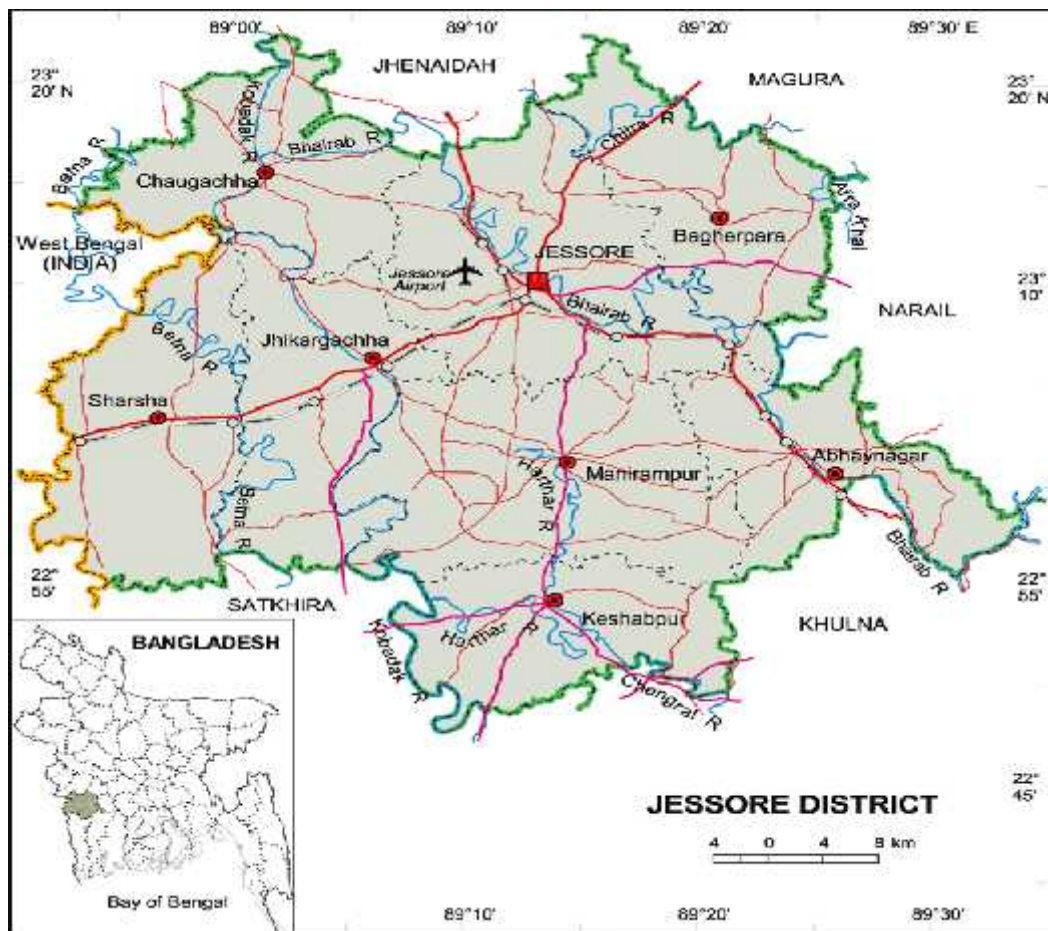 89°00' 89°10' 89°20' 89°30' E
JHENAIDAH
MAGURA
23°
20' N
23°
20' N
Kobadak R
Bhairab R
Chitra R
Betna R
Chaugachha
Arra Khal
Bagherpara
West Bengal
(INDIA)
JESSORE
Jessore
Airport
23°
10'
Bhairab R
NARAIL
Betna R
Jhikargachha
Sharsha
Abhaynagar
Harihar R
Manirampur
Betna R
Bhairab R
22°
55'
22°
55'
SATKHIRA
Keshabpur
KHULNA
Harihar R
Kobadak R
BANGLADESH
22°
45'
JESSORE DISTRICT
4 0 4 8 km
Bay of Bengal
89°10' 89°20' 89°30'